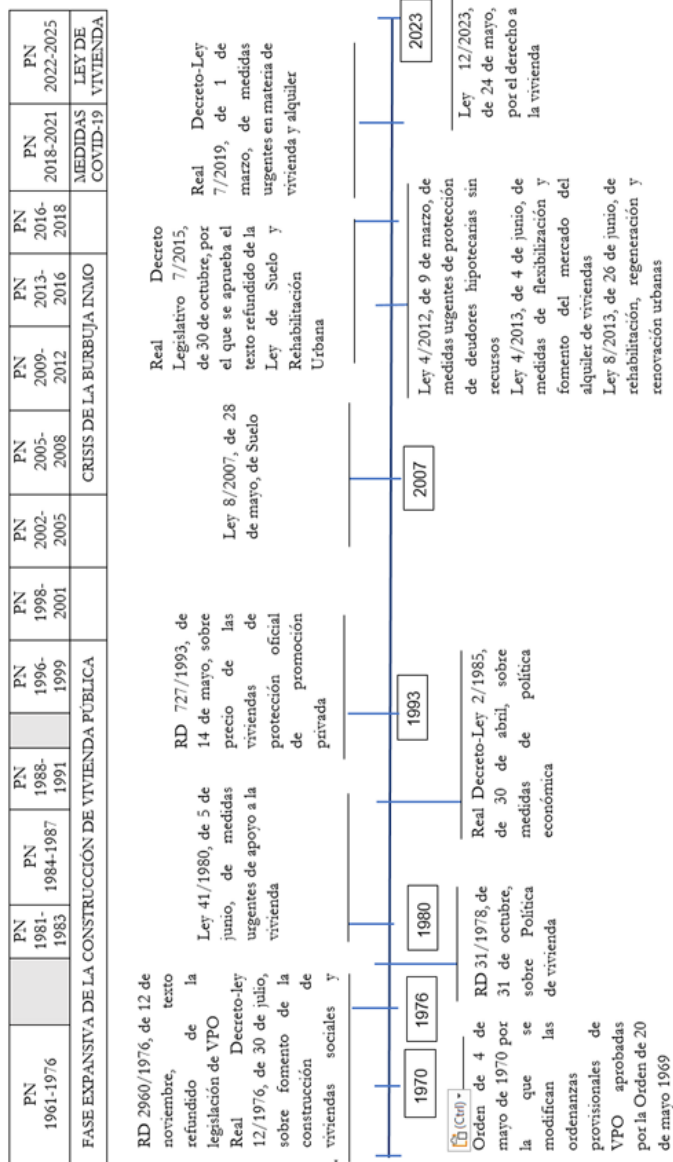 PN
1961-1976
PN
1981-
1983
PN
1984-1987
PN
1988-
1991
PN
1996-
1999
PN
1998-
2001
PN
2002-
2005
PN
2005-
2008
PN
2009-
2012
PN
2013-
2016
PN
2016-
2018
PN
2018-2021
PN
2022-2025
FASE EXPANSIVA DE LA CONSTRUCCIÓN DE VIVIENDA PÚBLICA
CRISIS DE LA BURBUJA INMO
MEDIDAS
COVID-19
LEY DE
VIVIENDA
RD 2960/1976, de 12 de
noviembre, texto
refundido de la
legislación de VPO
Real Decreto-ley
12/1976, de 30 de julio,
sobre fomento de la
construcción de
viviendas sociales y
Ley 41/1980, de 5 de
junio, de medidas
urgentes de apoyo a la
vivienda
RD 727/1993, de
14 de mayo, sobre
precio de las
viviendas de
protección oficial
de promoción
privada
Ley 8/2007, de 28
de mayo, de Suelo
Real Decreto
Legislativo 7/2015,
de 30 de octubre, por
el que se aprueba el
texto refundido de la
Ley de Suelo y
Rehabilitación
Urbana
Real Decreto-Ley
7/2019, de 1 de
marzo, de medidas
urgentes en materia de
vivienda y alquiler
1970
1976
1980
1993
2007
2023
(Ctrl)
Orden de 4 de
mayo de 1970 por
la que se
modifican las
ordenanzas
provisionales de
VPO aprobadas
por la Orden de 20
de mayo 1969
RD 31/1978, de
31 de octubre,
sobre Política
de vivienda
Real Decreto-Ley 2/1985,
de 30 de abril, sobre
medidas de política
económica
Ley 4/2012, de 9 de marzo, de
medidas urgentes de protección
de deudores hipotecarias sin
recursos
Ley 4/2013, de 4 de junio, de
medidas de flexibilización y
fomento del mercado del
alquiler de viviendas
Ley 8/2013, de 26 de junio, de
rehabilitación, regeneración y
renovación urbanas
Ley 12/2023,
de 24 de mayo,
por el derecho a
la vivienda